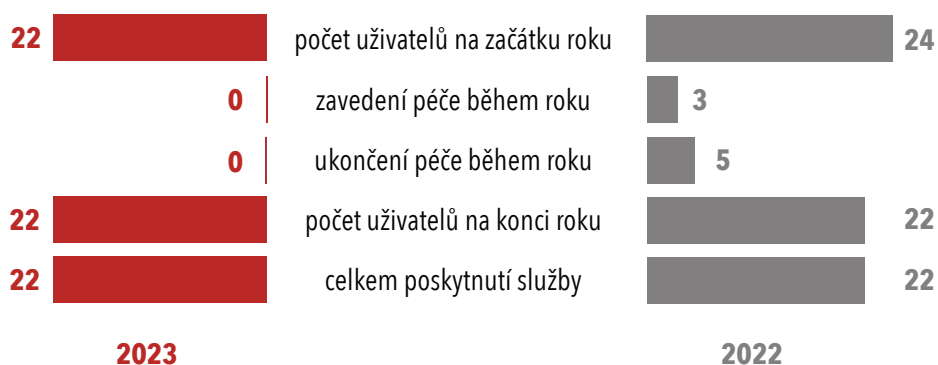 22 počet uživatelů na začátku roku 24
0 zavedení péče během roku 3
0 ukončení péče během roku 5
22 počet uživatelů na konci roku 22
22 celkem poskytnutí služby 22
2023 2022